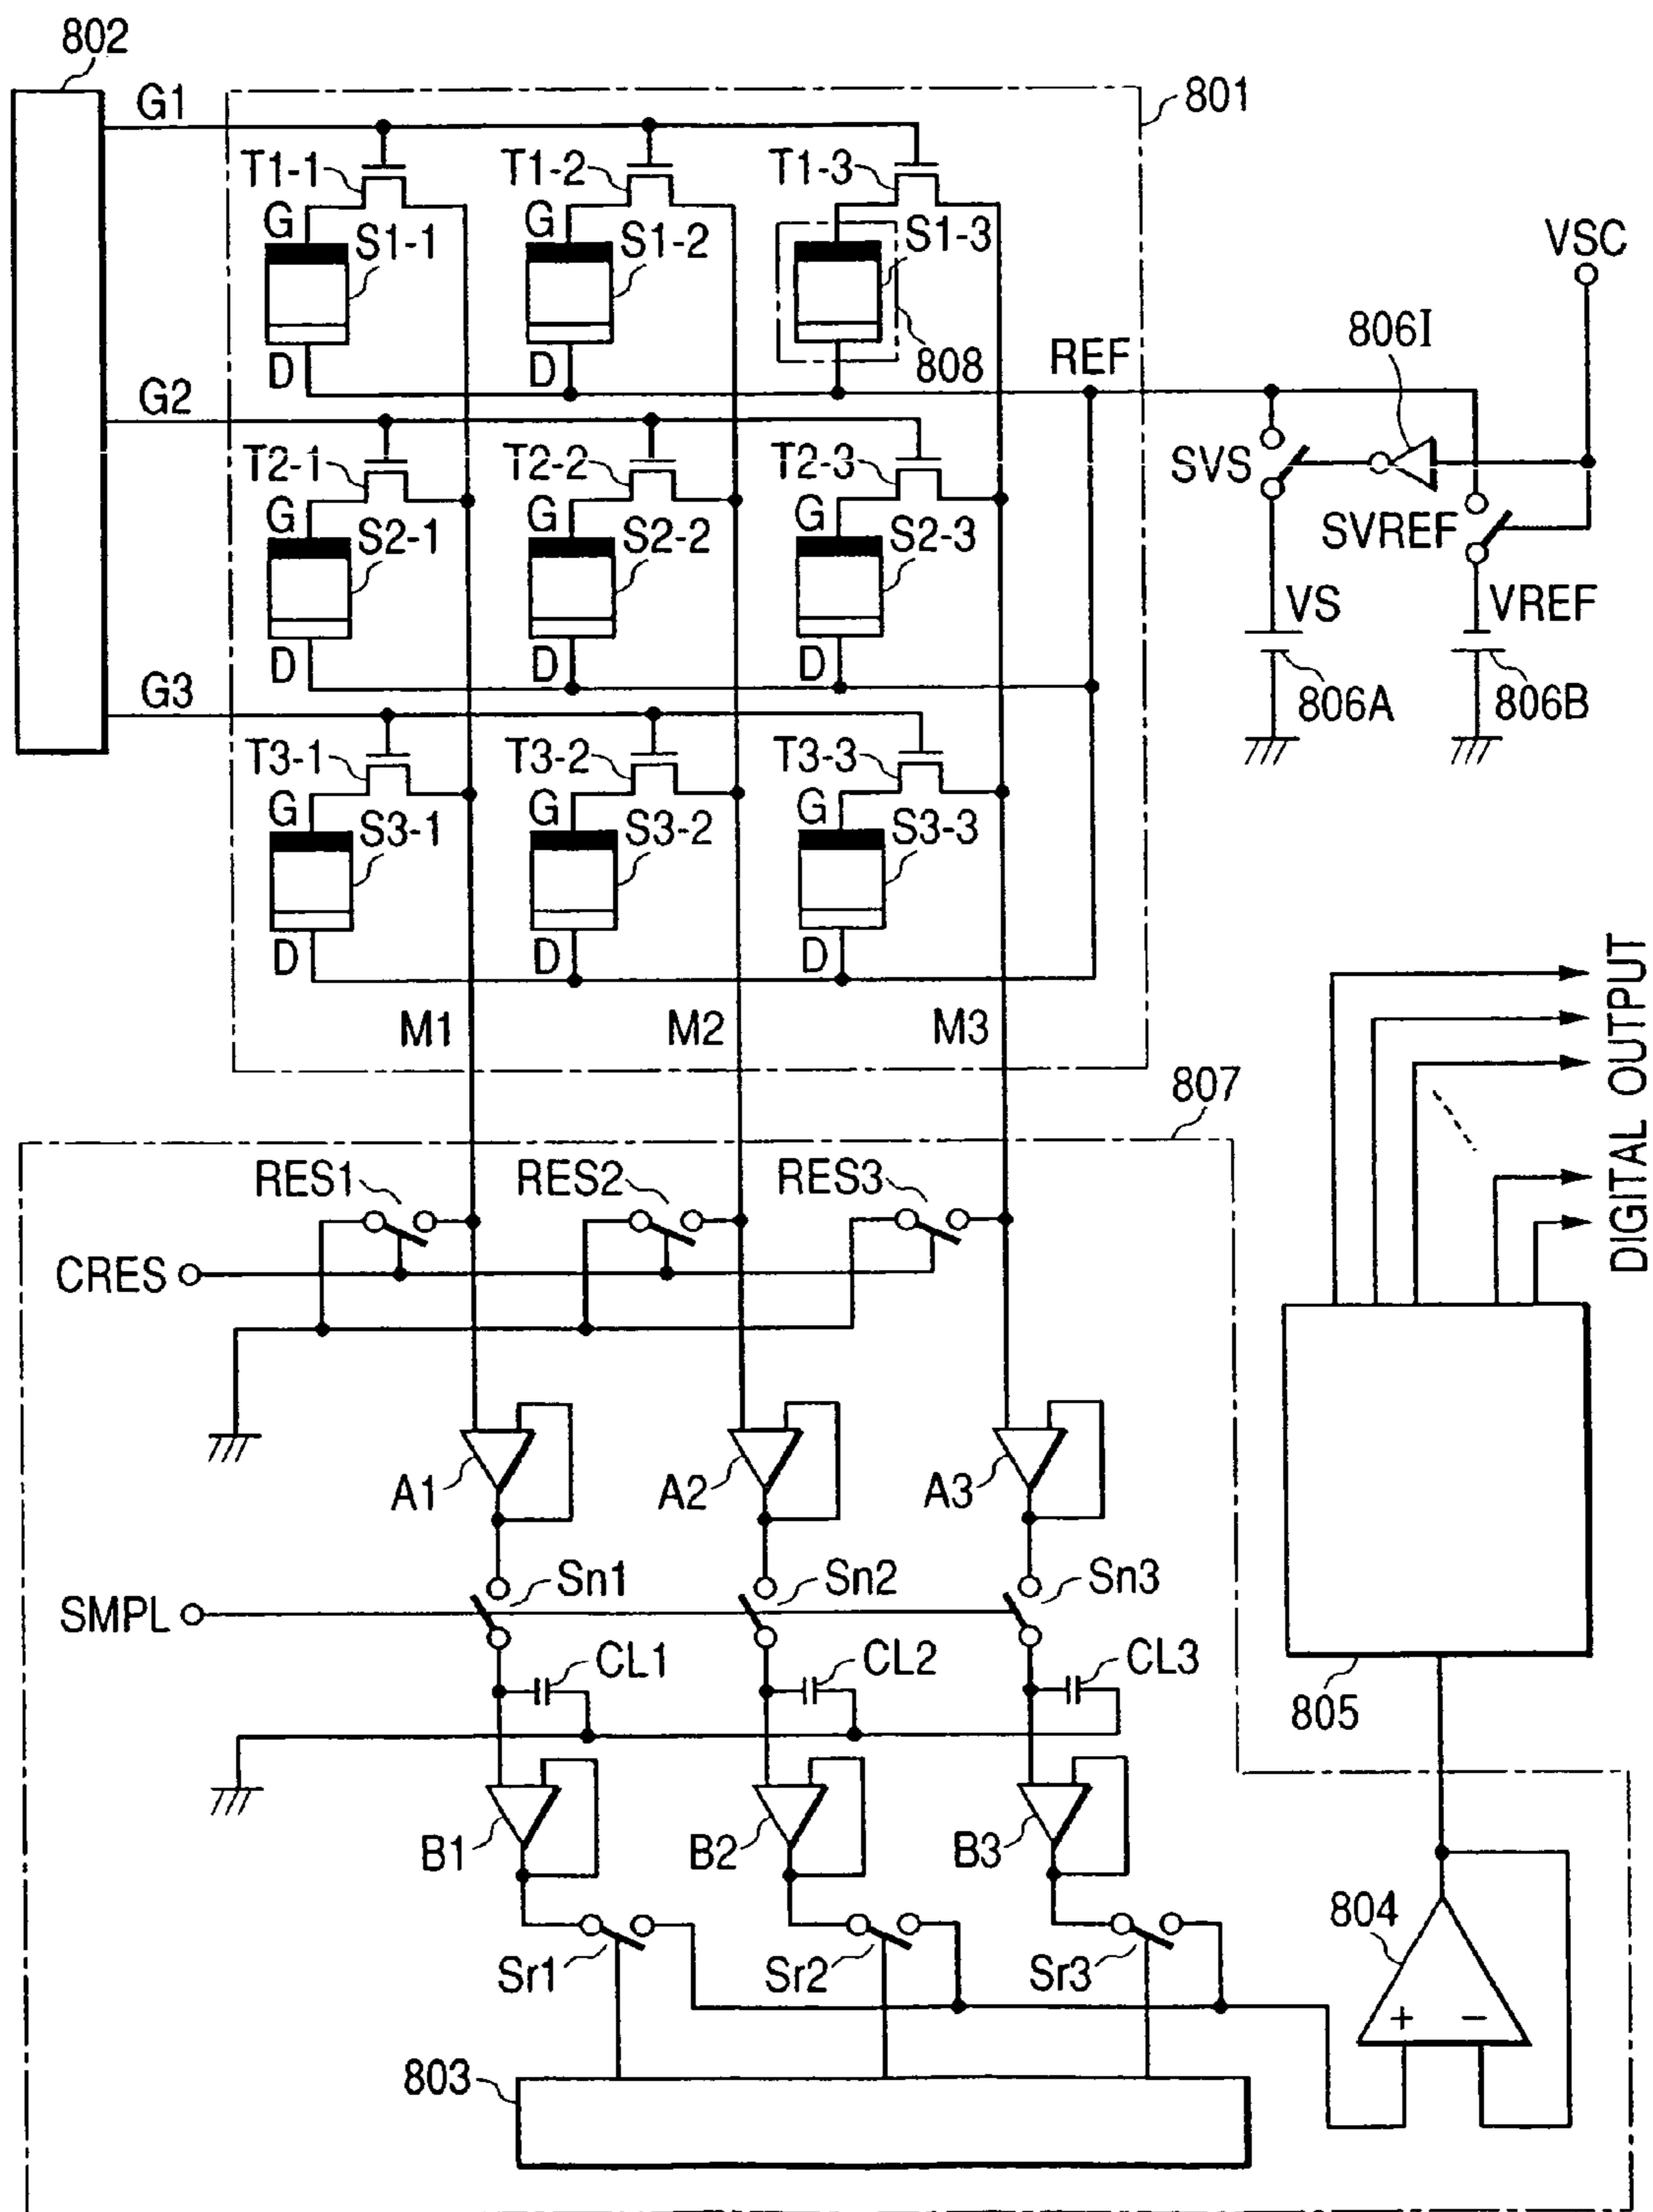 802
G1
801
T1-1
T1-2
T1-3
G
S1-1
G
S1-2
S1-3
VSC
806I
D
D
808
REF
G2
T2-1
T2-2
T2-3
SVS
G
S2-1
G
S2-2
G
S2-3
SVREF
VS
VREF
D
D
D
G3
806A
806B
T3-1
T3-2
T3-3
G
S3-1
G
S3-2
G
S3-3
D
D
D
M1
M2
M3
DIGITAL OUTPUT
807
RES1
RES2
RES3
CRES
A1
A2
A3
Sn1
Sn2
Sn3
SMPL
CL1
CL2
CL3
805
B1
B2
B3
804
Sr1
Sr2
Sr3
+ −
803